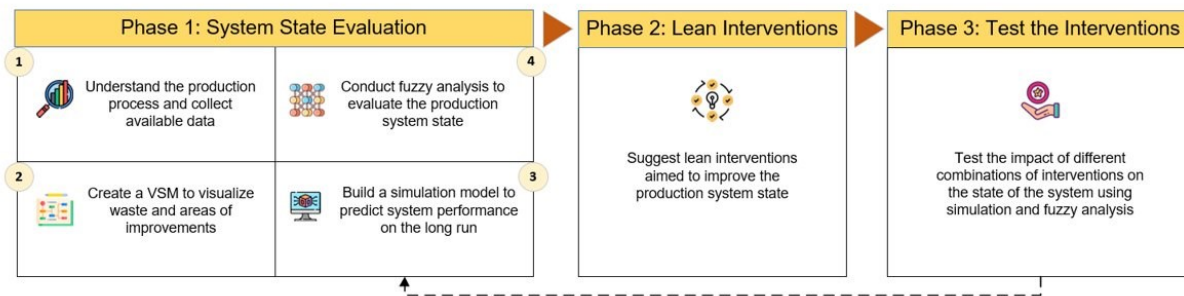 Phase 1: System State Evaluation
1
Understand the production
process and collect
available data
4
Conduct fuzzy analysis to
evaluate the production
system state
2
Create a VSM to visualize
waste and areas of
improvements
3
Build a simulation model to
predict system performance
on the long run
Phase 2: Lean Interventions
Suggest lean interventions
aimed to improve the
production system state
Phase 3: Test the Interventions
Test the impact of different
combinations of interventions on
the state of the system using
simulation and fuzzy analysis